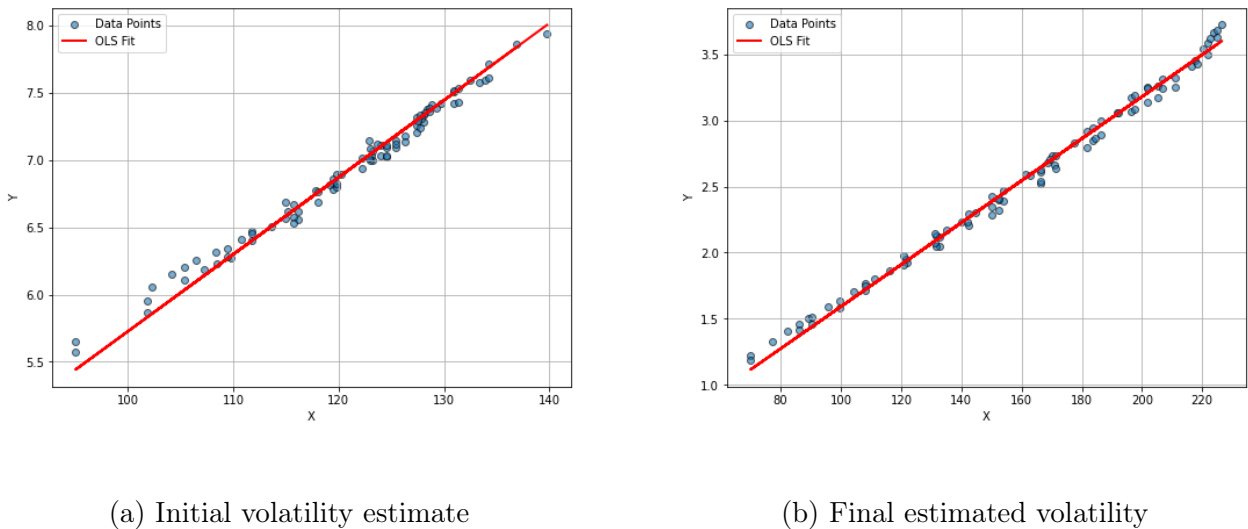 8.0
7.5
7.0
6.5
6.0
5.5
Y
Data Points
OLS Fit
100
110
120
130
140
X
3.5
3.0
2.5
2.0
1.5
1.0
Y
Data Points
OLS Fit
80
100
120
140
160
180
200
220
X
(a) Initial volatility estimate
(b) Final estimated volatility